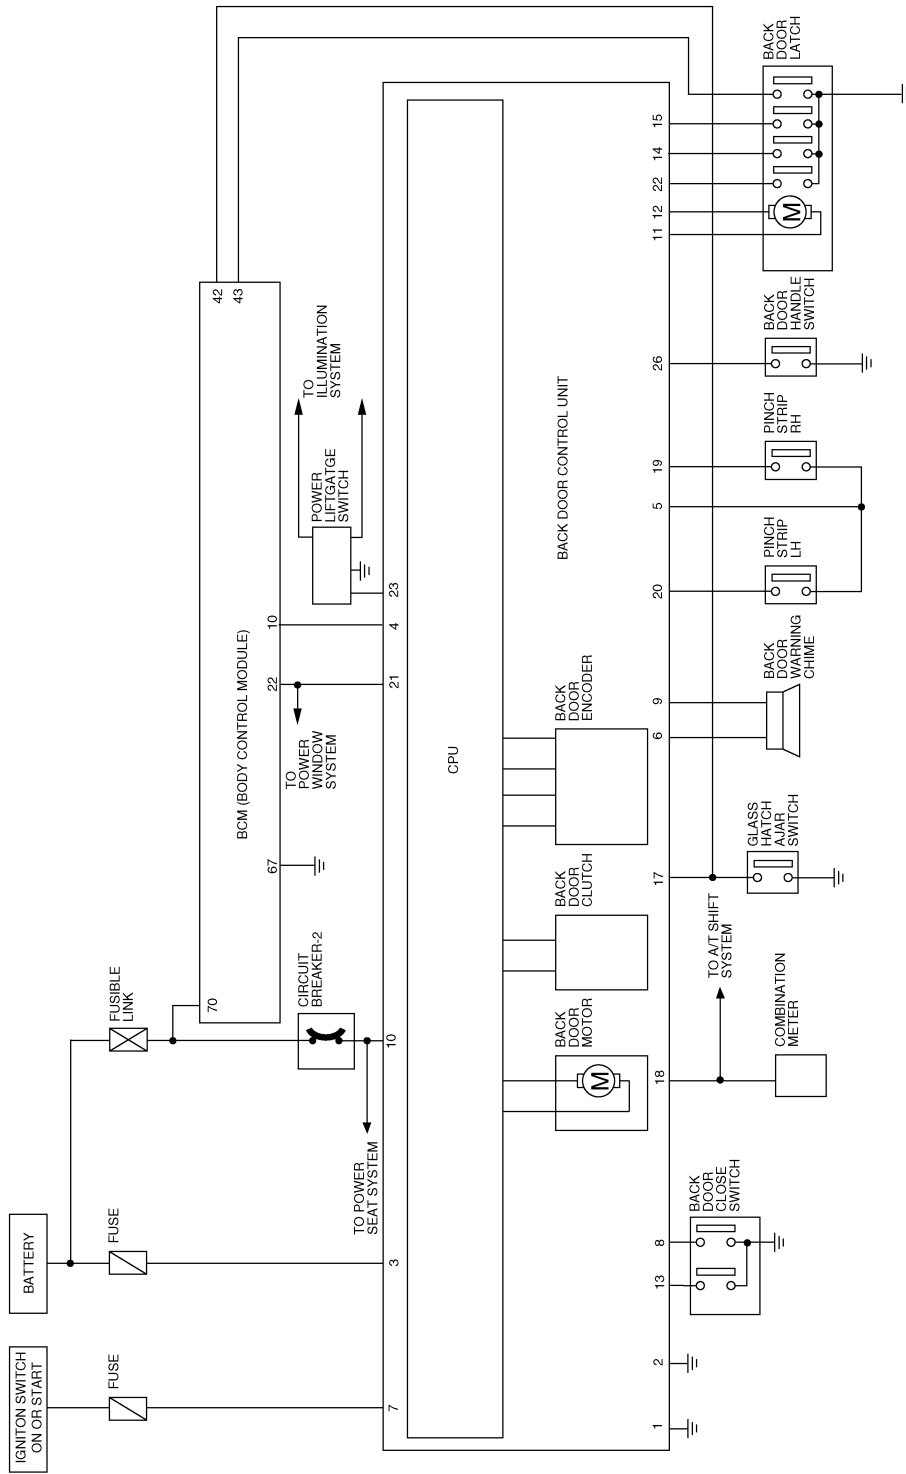 IGNITON SWITCH
ON OR START
BATTERY
FUSE
FUSE
FUSIBLE
LINK
70
42
43
BCM (BODY CONTROL MODULE)
67
22
10
CIRCUIT
BREAKER-2
TO
POWER
WINDOW
SYSTEM
POWER
LIFTGATGE
SWITCH
TO
ILLUMINATION
SYSTEM
TO POWER
SEAT SYSTEM
7
3
10
21
4
23
CPU
BACK
DOOR
MOTOR
BACK
DOOR
CLUTCH
BACK
DOOR
ENCODER
BACK DOOR CONTROL UNIT
1
2
13
8
18
17
6
9
20
5
19
26
11
12
22
14
15
BACK
DOOR
CLOSE
SWITCH
TO A/T SHIFT
SYSTEM
COMBINATION
METER
GLASS
HATCH
AJAR
SWITCH
BACK
DOOR
WARNING
CHIME
PINCH
STRIP
LH
PINCH
STRIP
RH
BACK
DOOR
HANDLE
SWITCH
BACK
DOOR
LATCH
M
M